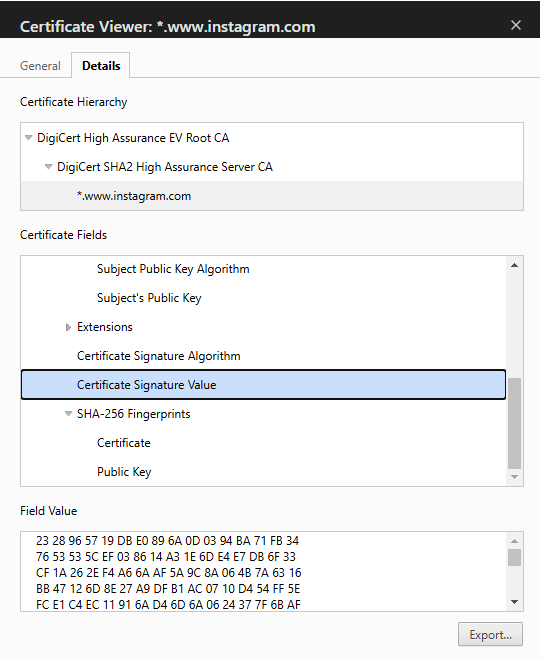 Certificate Viewer: *.www.instagram.com
General Details
Certificate Hierarchy
DigiCert High Assurance EV Root CA
DigiCert SHA2 High Assurance Server CA
*.www.instagram.com
Certificate Fields
Subject Public Key Algorithm
Subject's Public Key
Extensions
Certificate Signature Algorithm
Certificate Signature Value
SHA-256 Fingerprints
Certificate
Public Key
Field Value
23 28 96 57 19 DB E0 89 6A 0D 03 94 BA 71 FB 34
76 53 53 5C EF 03 86 14 A3 1E 6D E4 E7 DB 6F 33
CF 1A 26 2E F4 A6 6A AF 5A 9C 8A 06 4B 7A 63 16
BB 47 12 6D 8E 27 A9 DF B1 AC 07 10 D4 54 FF 5E
FC E1 C4 EC 11 91 6A D4 6D 6A 06 24 37 7F 6B AF
Export...